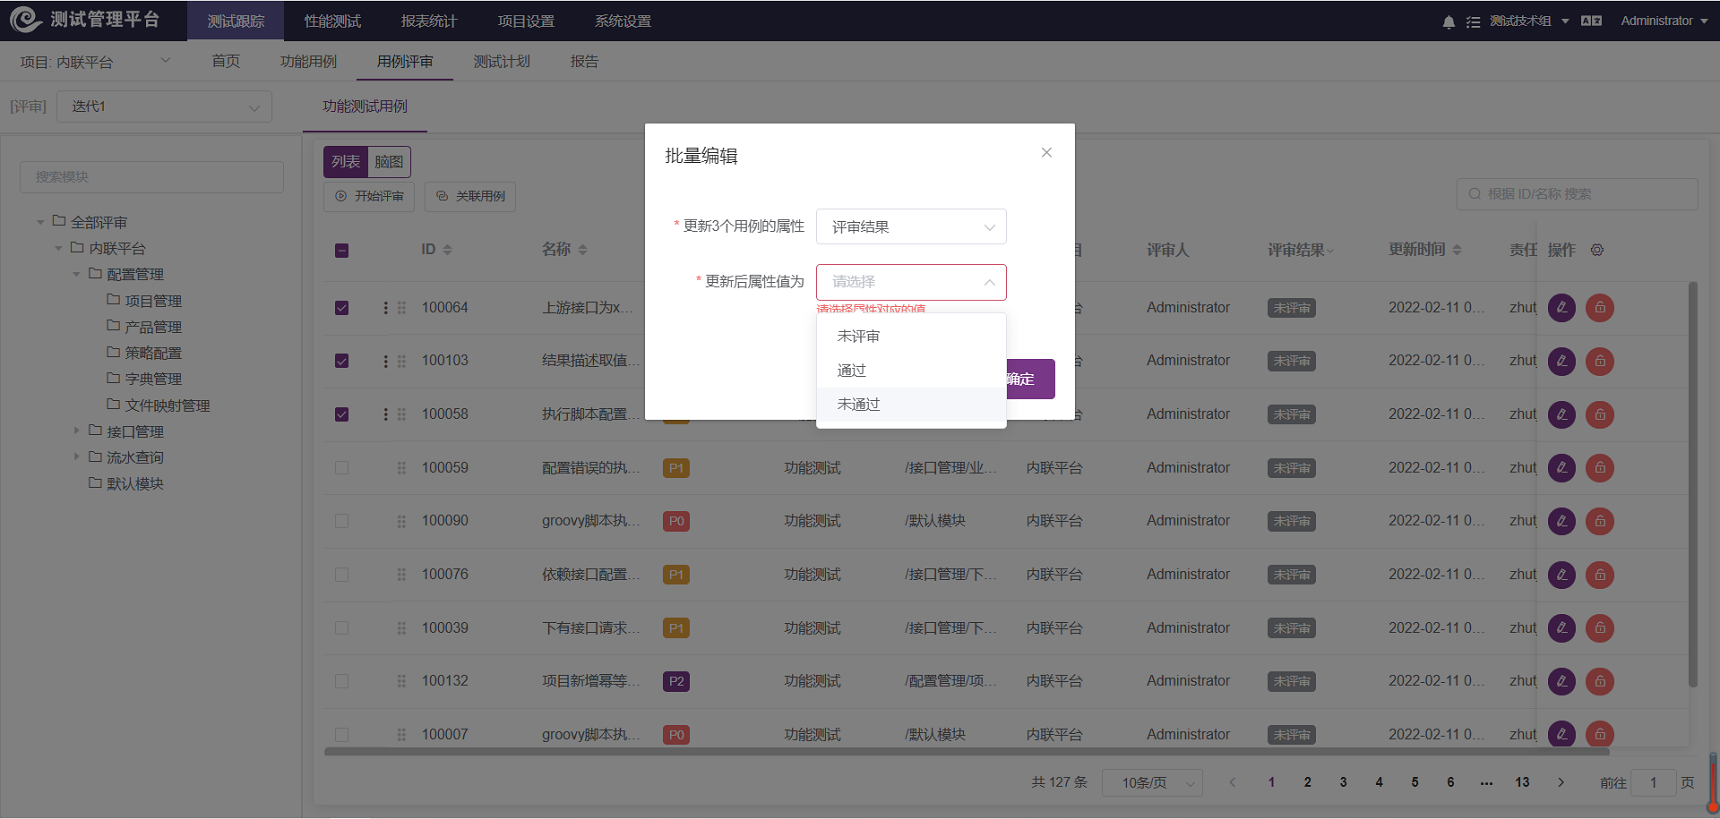 测试管理平台 测试跟踪 性能测试 报表统计 项目设置 系统设置 测试技术组 Administrator
项目: 内联平台 首页 功能用例 用例评审 测试计划 报告
[评审] 迭代1 功能测试用例
搜索模块
全部评审
内联平台
配置管理
项目管理
产品管理
策略配置
字典管理
文件映射管理
接口管理
流水查询
默认模块
列表 脑图
开始评审 关联用例
根据 ID/名称 搜索
批量编辑
* 更新3个用例的属性 评审结果
* 更新后属性值为 请选择
请选择属性对应的值
未评审
通过
未通过
确定
ID 名称 目 评审人 评审结果 更新时间 责任 操作
100064 上游接口为x... 台 Administrator 未评审 2022-02-11 0... zhut
100103 结果描述取值... 台 Administrator 未评审 2022-02-11 0... zhut
100058 执行脚本配置... 台 Administrator 未评审 2022-02-11 0... zhut
100059 配置错误的执... P1 功能测试 /接口管理/业... 内联平台 Administrator 未评审 2022-02-11 0... zhut
100090 groovy脚本执... P0 功能测试 /默认模块 内联平台 Administrator 未评审 2022-02-11 0... zhut
100076 依赖接口配置... P1 功能测试 /接口管理/下... 内联平台 Administrator 未评审 2022-02-11 0... zhut
100039 下有接口请求... P1 功能测试 /接口管理/下... 内联平台 Administrator 未评审 2022-02-11 0... zhut
100132 项目新增幂等... P2 功能测试 /配置管理/项... 内联平台 Administrator 未评审 2022-02-11 0... zhut
100007 groovy脚本执... P0 功能测试 /默认模块 内联平台 Administrator 未评审 2022-02-11 0... zhut
共 127 条 10条/页 1 2 3 4 5 6 ... 13 前往 1 页